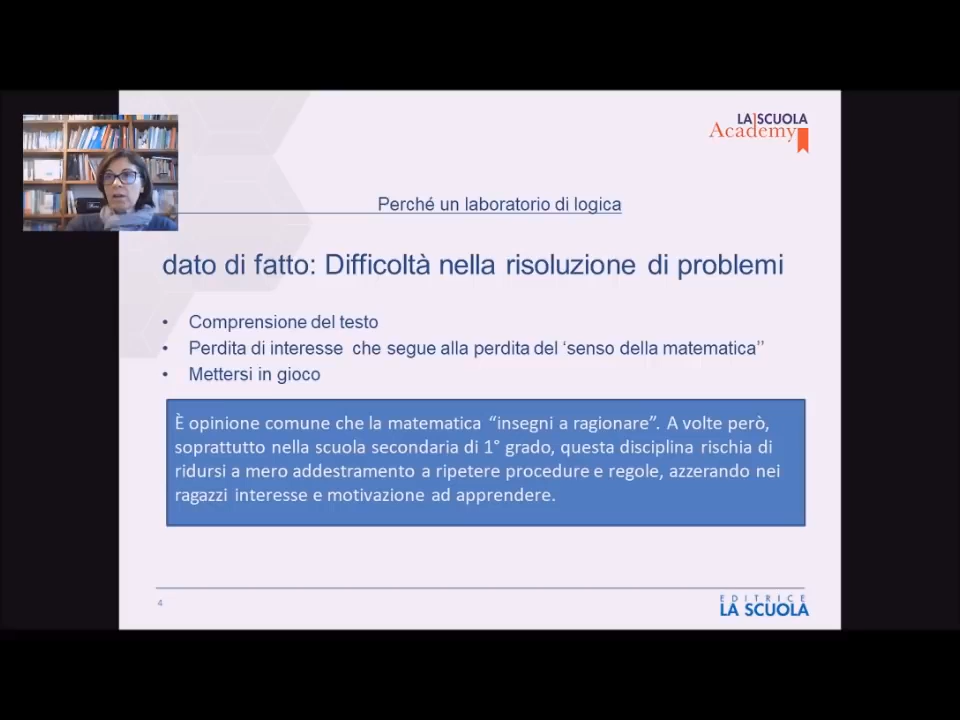 LA SCUOLA
Academy
Perché un laboratorio di logica
dato di fatto: Difficoltà nella risoluzione di problemi
• Comprensione del testo
• Perdita di interesse che segue alla perdita del ‘senso della matematica’’
• Mettersi in gioco
È opinione comune che la matematica “insegni a ragionare”. A volte però,
soprattutto nella scuola secondaria di 1° grado, questa disciplina rischia di
ridursi a mero addestramento a ripetere procedure e regole, azzerando nei
ragazzi interesse e motivazione ad apprendere.
4
EDITRICE
LA SCUOLA